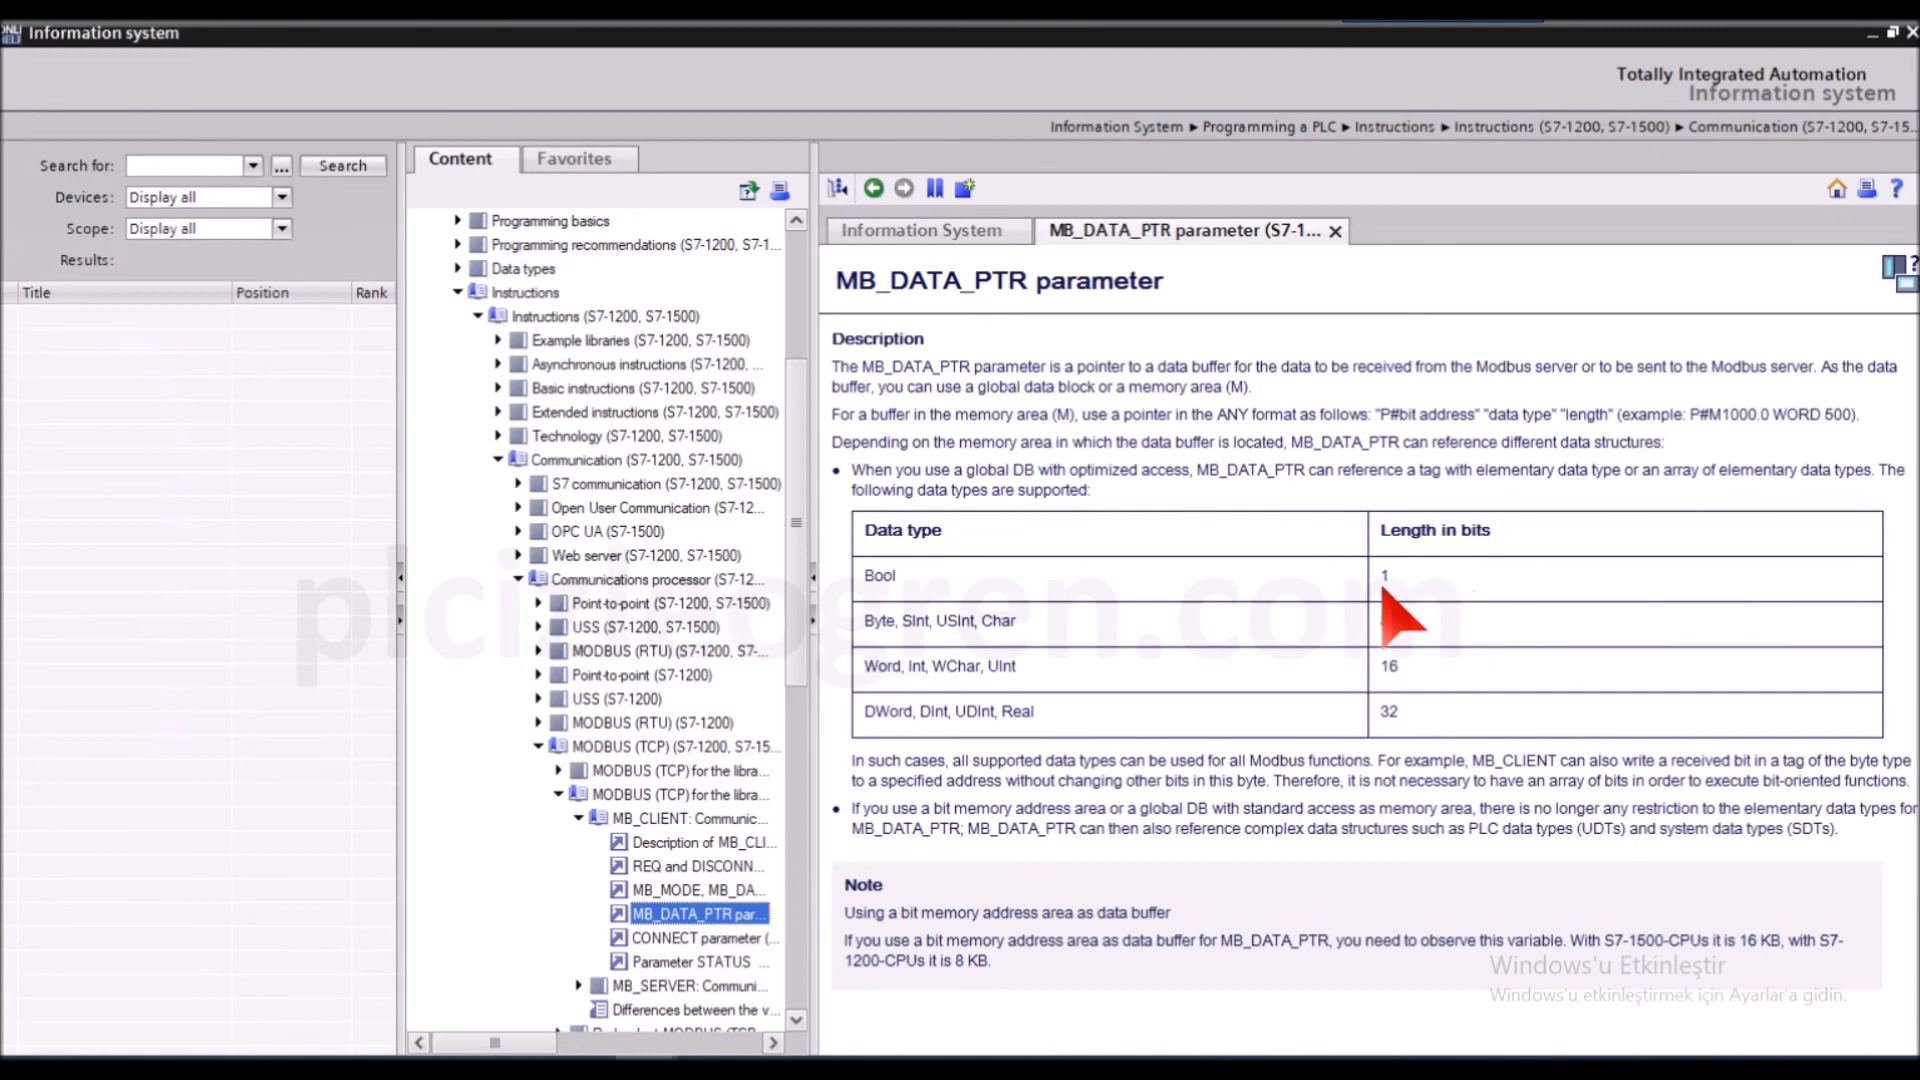 Information system
Totally Integrated Automation
Information system
Information System ▸ Programming a PLC ▸ Instructions ▸ Instructions (S7-1200, S7-1500) ▸ Communication (S7-1200, S7-15...
Search for:
... Search
Devices: Display all
Scope: Display all
Results:
Title Position Rank
Content Favorites
Programming basics
Programming recommendations (S7-1200, S7-1...
Data types
Instructions
Instructions (S7-1200, S7-1500)
Example libraries (S7-1200, S7-1500)
Asynchronous instructions (S7-1200, ...
Basic instructions (S7-1200, S7-1500)
Extended instructions (S7-1200, S7-1500)
Technology (S7-1200, S7-1500)
Communication (S7-1200, S7-1500)
S7 communication (S7-1200, S7-1500)
Open User Communication (S7-12...
OPC UA (S7-1500)
Web server (S7-1200, S7-1500)
Communications processor (S7-12...
Point-to-point (S7-1200, S7-1500)
USS (S7-1200, S7-1500)
MODBUS (RTU) (S7-1200, S7-...
Point-to-point (S7-1200)
USS (S7-1200)
MODBUS (RTU) (S7-1200)
MODBUS (TCP) (S7-1200, S7-15...
MODBUS (TCP) for the libra...
MODBUS (TCP) for the libra...
MB_CLIENT: Communic...
Description of MB_CLI...
REQ and DISCONN...
MB_MODE, MB_DA...
MB_DATA_PTR par...
CONNECT parameter (...
Parameter STATUS ...
MB_SERVER: Communi...
Differences between the v...
Information System
MB_DATA_PTR parameter (S7-1...
MB_DATA_PTR parameter
Description
The MB_DATA_PTR parameter is a pointer to a data buffer for the data to be received from the Modbus server or to be sent to the Modbus server. As the data
buffer, you can use a global data block or a memory area (M).
For a buffer in the memory area (M), use a pointer in the ANY format as follows: "P#bit address" "data type" "length" (example: P#M1000.0 WORD 500).
Depending on the memory area in which the data buffer is located, MB_DATA_PTR can reference different data structures:
• When you use a global DB with optimized access, MB_DATA_PTR can reference a tag with elementary data type or an array of elementary data types. The
following data types are supported:
Data type Length in bits
Bool 1
Byte, SInt, USInt, Char
Word, Int, WChar, UInt 16
DWord, DInt, UDInt, Real 32
In such cases, all supported data types can be used for all Modbus functions. For example, MB_CLIENT can also write a received bit in a tag of the byte type
to a specified address without changing other bits in this byte. Therefore, it is not necessary to have an array of bits in order to execute bit-oriented functions.
• If you use a bit memory address area or a global DB with standard access as memory area, there is no longer any restriction to the elementary data types for
MB_DATA_PTR; MB_DATA_PTR can then also reference complex data structures such as PLC data types (UDTs) and system data types (SDTs).
Note
Using a bit memory address area as data buffer
If you use a bit memory address area as data buffer for MB_DATA_PTR, you need to observe this variable. With S7-1500-CPUs it is 16 KB, with S7-
1200-CPUs it is 8 KB.
Windows'u Etkinleştir
Windows'u etkinleştirmek için Ayarlar'a gidin.